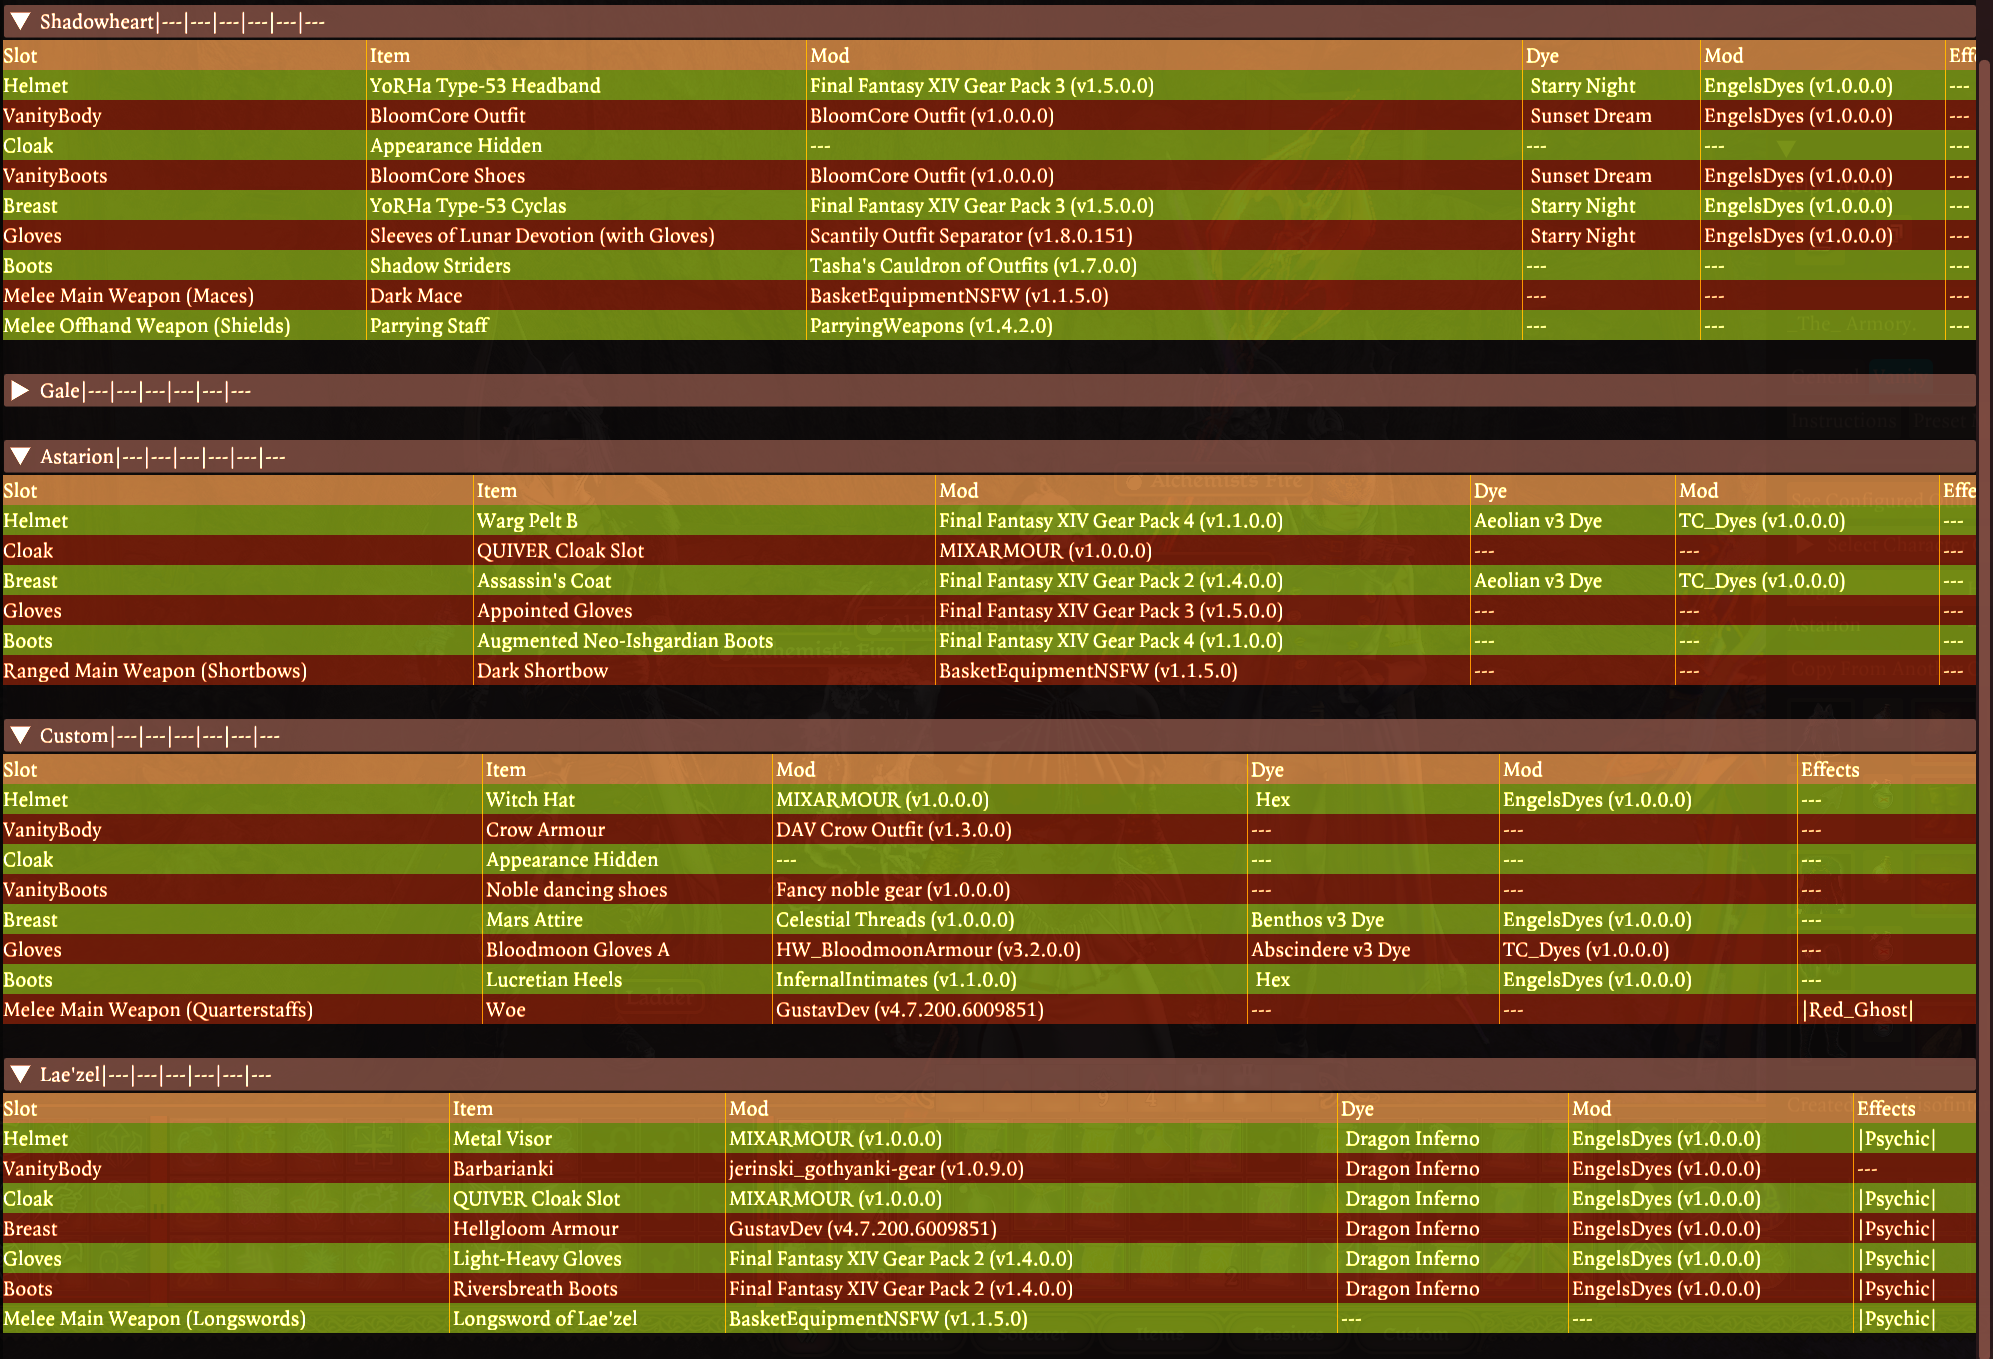 Shadowheart|---|---|---|---|---|---
Slot Item Mod Dye Mod Eff
Helmet YoRHa Type-53 Headband Final Fantasy XIV Gear Pack 3 (v1.5.0.0) Starry Night EngelsDyes (v1.0.0.0) ---
VanityBody BloomCore Outfit BloomCore Outfit (v1.0.0.0) Sunset Dream EngelsDyes (v1.0.0.0) ---
Cloak Appearance Hidden --- --- --- ---
VanityBoots BloomCore Shoes BloomCore Outfit (v1.0.0.0) Sunset Dream EngelsDyes (v1.0.0.0) ---
Breast YoRHa Type-53 Cyclas Final Fantasy XIV Gear Pack 3 (v1.5.0.0) Starry Night EngelsDyes (v1.0.0.0) ---
Gloves Sleeves of Lunar Devotion (with Gloves) Scantily Outfit Separator (v1.8.0.151) Starry Night EngelsDyes (v1.0.0.0) ---
Boots Shadow Striders Tasha's Cauldron of Outfits (v1.7.0.0) --- --- ---
Melee Main Weapon (Maces) Dark Mace BasketEquipmentNSFW (v1.1.5.0) --- --- ---
Melee Offhand Weapon (Shields) Parrying Staff ParryingWeapons (v1.4.2.0) --- --- ---
_The_ Armory.
Gale|---|---|---|---|---|---
General
Instructions Preset
Astarion|---|---|---|---|---|---
Slot Item Mod Dye Mod Effe
Alchemist's Fire
Helmet Warg Pelt B Final Fantasy XIV Gear Pack 4 (v1.1.0.0) Aeolian v3 Dye TC_Dyes (v1.0.0.0) ---
Cloak QUIVER Cloak Slot MIXARMOUR (v1.0.0.0) --- --- ---
Select Character
Breast Assassin's Coat Final Fantasy XIV Gear Pack 2 (v1.4.0.0) Aeolian v3 Dye TC_Dyes (v1.0.0.0) ---
Gloves Appointed Gloves Final Fantasy XIV Gear Pack 3 (v1.5.0.0) --- --- ---
Astarion
Boots Augmented Neo-Ishgardian Boots Final Fantasy XIV Gear Pack 4 (v1.1.0.0) --- --- ---
Ranged Main Weapon (Shortbows) Dark Shortbow BasketEquipmentNSFW (v1.1.5.0) --- --- ---
Copy From
Custom|---|---|---|---|---|---
Slot Item Mod Dye Mod Effects
Helmet Witch Hat MIXARMOUR (v1.0.0.0) Hex EngelsDyes (v1.0.0.0) ---
VanityBody Crow Armour DAV Crow Outfit (v1.3.0.0) --- --- ---
Cloak Appearance Hidden --- --- --- ---
VanityBoots Noble dancing shoes Fancy noble gear (v1.0.0.0) --- --- ---
Breast Mars Attire Celestial Threads (v1.0.0.0) Benthos v3 Dye EngelsDyes (v1.0.0.0) ---
Gloves Bloodmoon Gloves A HW_BloodmoonArmour (v3.2.0.0) Abscindere v3 Dye TC_Dyes (v1.0.0.0) ---
Boots Lucretian Heels InfernalIntimates (v1.1.0.0) Hex EngelsDyes (v1.0.0.0) ---
Ladder
Melee Main Weapon (Quarterstaffs) Woe GustavDev (v4.7.200.6009851) --- --- |Red_Ghost|
Lae'zel|---|---|---|---|---|---
Slot Item Mod Dye Mod Effects
Helmet Metal Visor MIXARMOUR (v1.0.0.0) Dragon Inferno EngelsDyes (v1.0.0.0) |Psychic|
VanityBody Barbarianki jerinski_gothyanki-gear (v1.0.9.0) Dragon Inferno EngelsDyes (v1.0.0.0) ---
Cloak QUIVER Cloak Slot MIXARMOUR (v1.0.0.0) Dragon Inferno EngelsDyes (v1.0.0.0) |Psychic|
Breast Hellgloom Armour GustavDev (v4.7.200.6009851) Dragon Inferno EngelsDyes (v1.0.0.0) |Psychic|
Gloves Light-Heavy Gloves Final Fantasy XIV Gear Pack 2 (v1.4.0.0) Dragon Inferno EngelsDyes (v1.0.0.0) |Psychic|
Boots Riversbreath Boots Final Fantasy XIV Gear Pack 2 (v1.4.0.0) Dragon Inferno EngelsDyes (v1.0.0.0) |Psychic|
Melee Main Weapon (Longswords) Longsword of Lae'zel BasketEquipmentNSFW (v1.1.5.0) --- --- |Psychic|